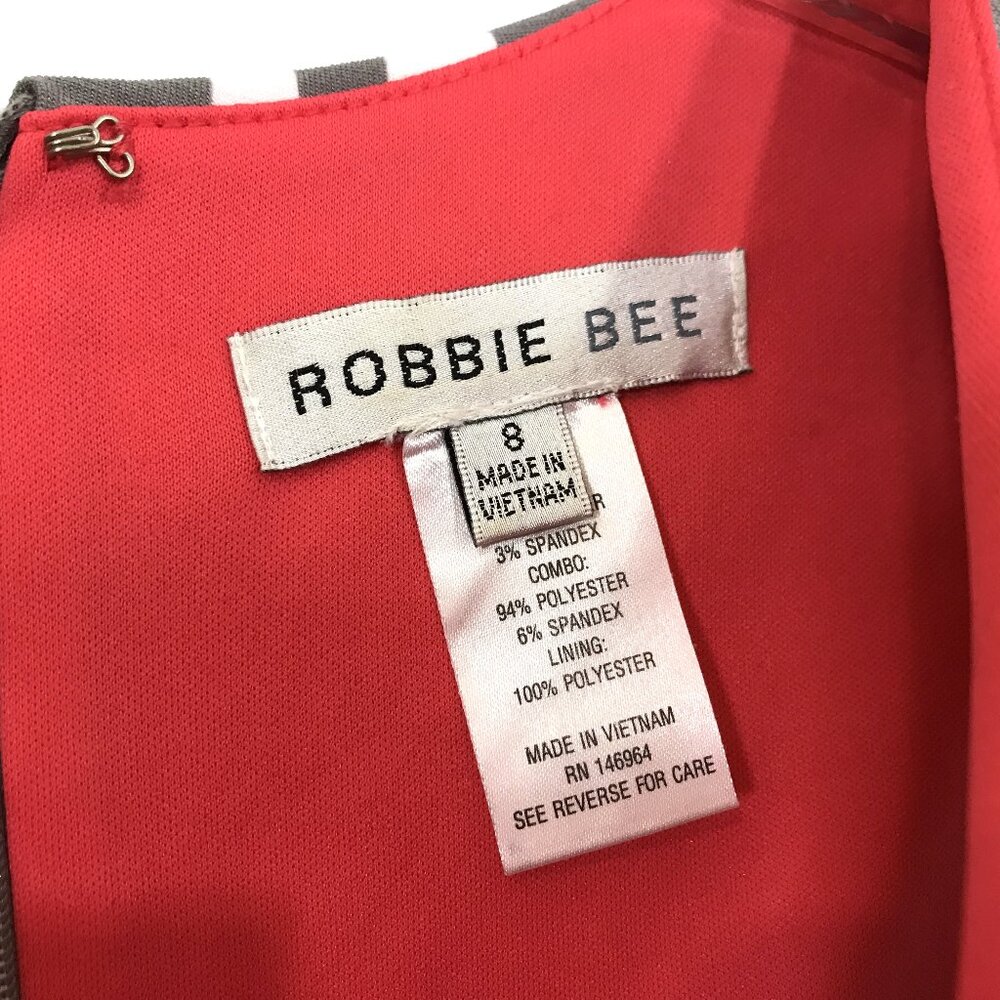 ROBBIE BEE
8
MADE IN
VIETNAM
R
3% SPANDEX
COMBO:
94% POLYESTER
6% SPANDEX
LINING:
100% POLYESTER
MADE IN VIETNAM
RN 146964
SEE REVERSE FOR CARE